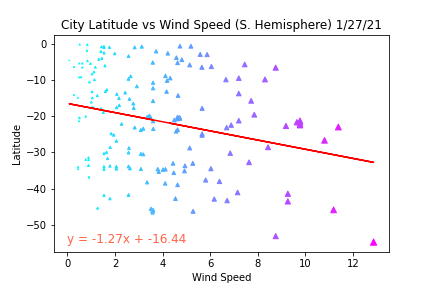 City Latitude vs Wind Speed (S. Hemisphere) 1/27/21
Latitude
0
−10
−20
−30
−40
−50
y = -1.27x + -16.44
0 2 4 6 8 10 12
Wind Speed